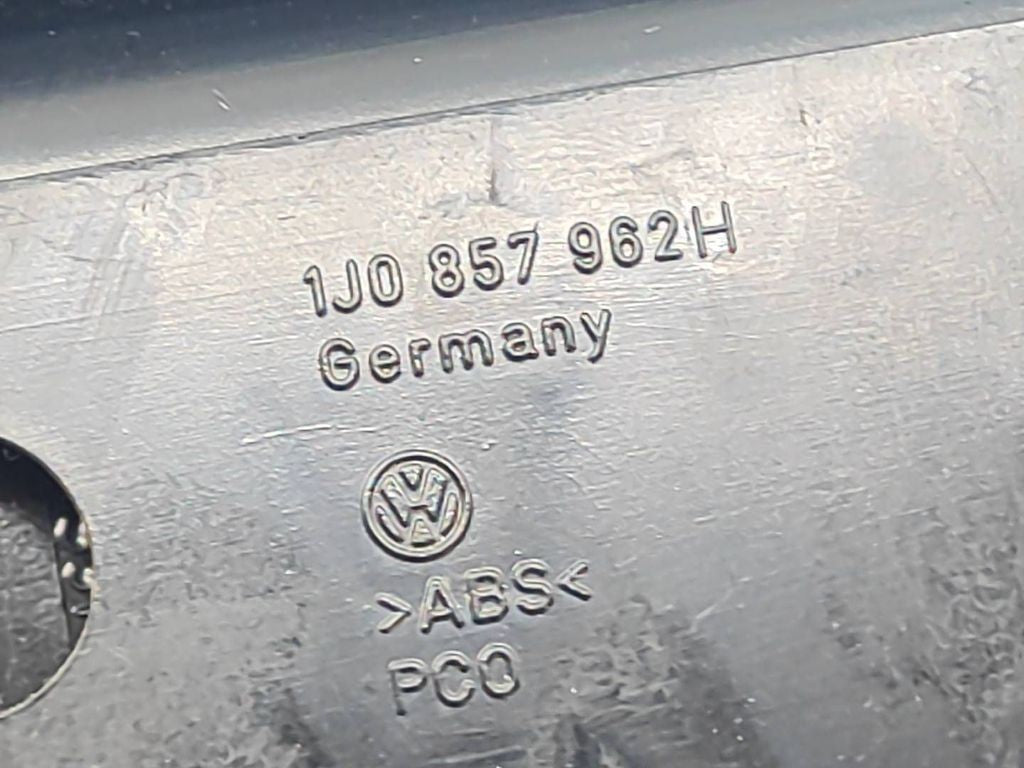 1J0 857 962H
Germany
>ABS<
PCO